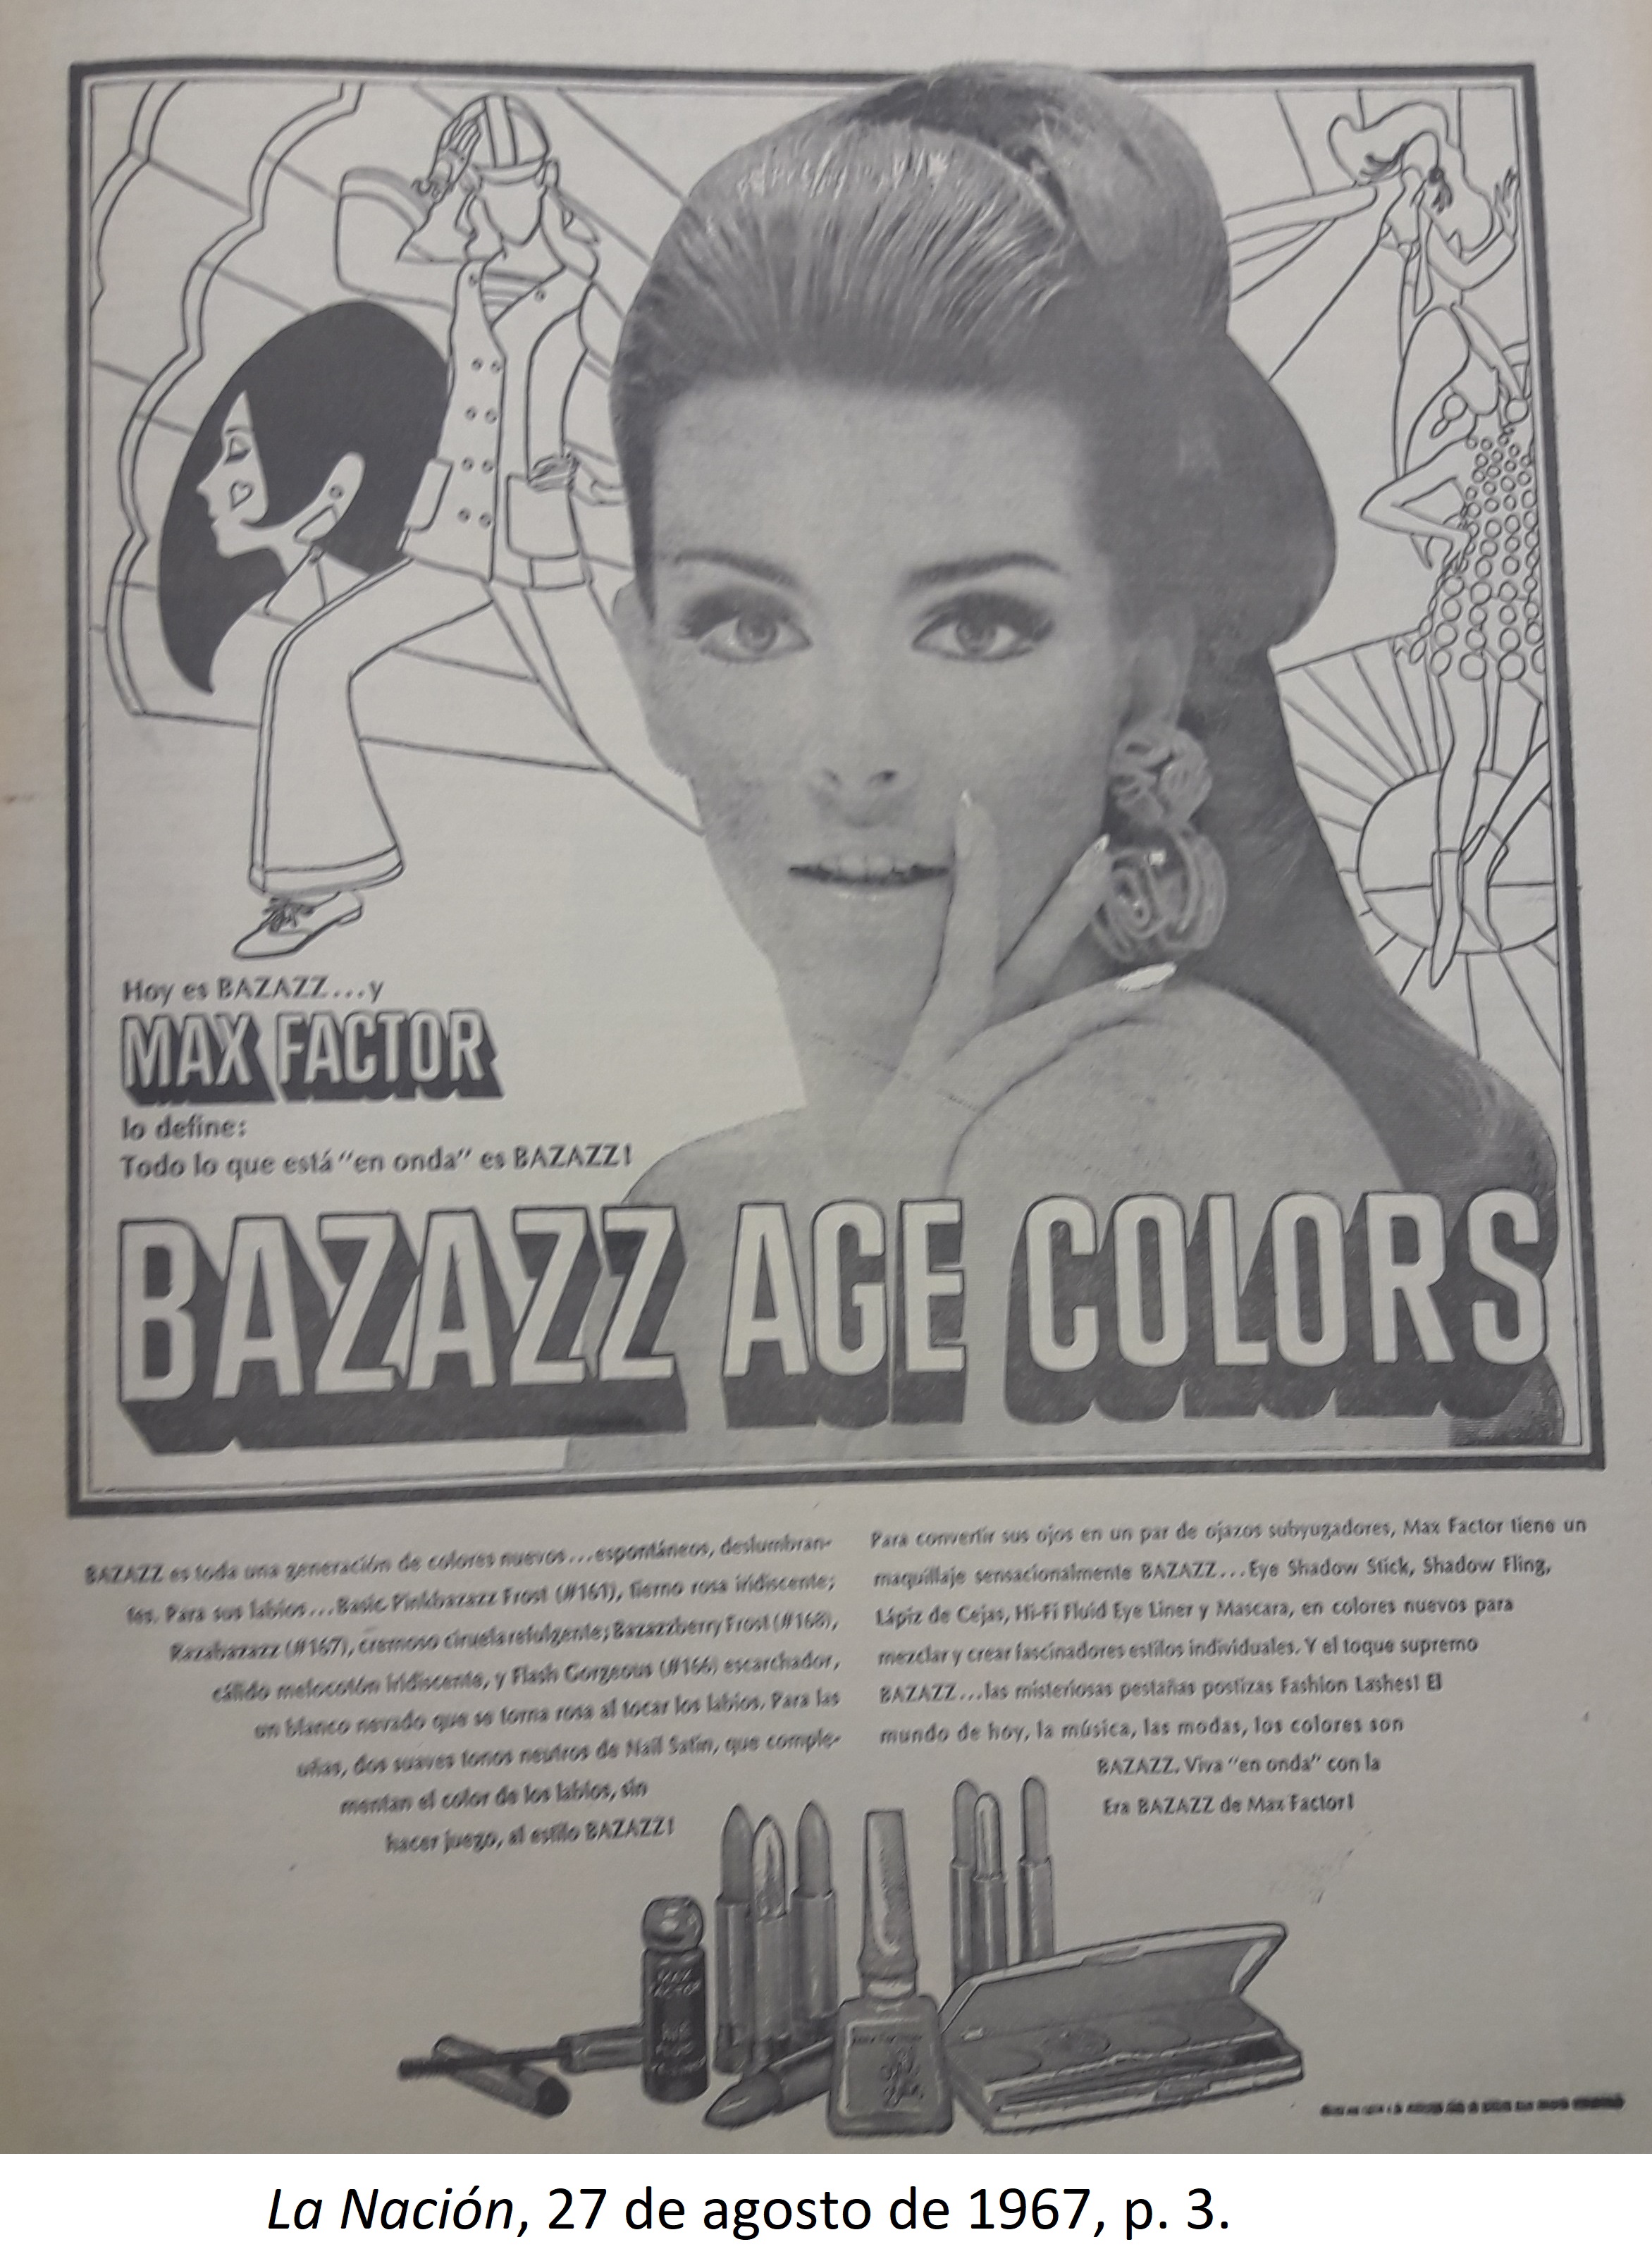 Hoy es BAZAZZ...y
MAX FACTOR
lo define:
Todo lo que está "en onda" es BAZAZZ!
BAZAZZ AGE COLORS
BAZAZZ es toda una generación de colores nuevos...espontáneos, deslumbran-
tes. Para sus labios...Basic Pinkbazazz Frost (#161), tierno rosa iridiscente;
Razabazazz (#167), cremoso ciruela refulgente; Bazazzberry Frost (#168),
cálido melocotón iridiscente, y Flash Gorgeous (#166) escarchador,
un blanco nevado que se torna rosa al tocar los labios. Para las
uñas, dos suaves tonos neutros de Nail Satin, que comple-
mentan el color de los labios, sin
hacer juego, al estilo BAZAZZ!
Para convertir sus ojos en un par de ojazos subyugadores, Max Factor tiene un
maquillaje sensacionalmente BAZAZZ...Eye Shadow Stick, Shadow Fling,
Lápiz de Cejas, Hi-Fi Fluid Eye Liner y Mascara, en colores nuevos para
mezclar y crear fascinadores estilos individuales. Y el toque supremo
BAZAZZ...las misteriosas pestañas postizas Fashion Lashes! El
mundo de hoy, la música, las modas, los colores son
BAZAZZ. Viva "en onda" con la
Era BAZAZZ de Max Factor!
MAX
FACTOR
La Nación, 27 de agosto de 1967, p. 3.